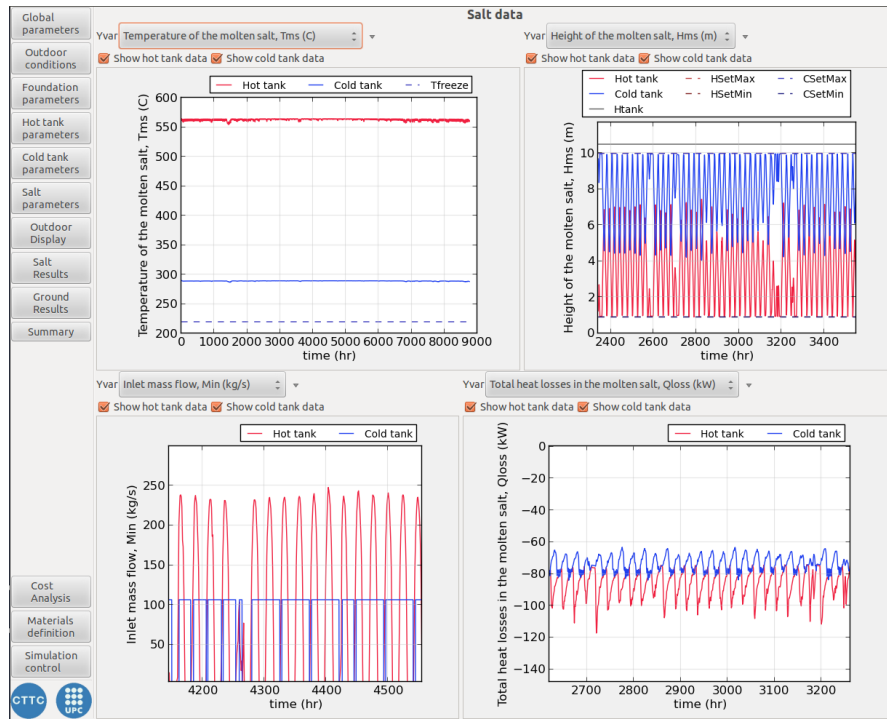 Salt data
Global
parameters
Outdoor
conditions
Foundation
parameters
Hot tank
parameters
Cold tank
parameters
Salt
parameters
Outdoor
Display
Salt
Results
Ground
Results
Summary
Cost
Analysis
Materials
definition
Simulation
control
CTTC
UPC
Yvar Temperature of the molten salt, Tms (C)
Show hot tank data Show cold tank data
Hot tank Cold tank Tfreeze
Temperature of the molten salt, Tms (C)
600
550
500
450
400
350
300
250
200
0 1000 2000 3000 4000 5000 6000 7000 8000 9000
time (hr)
Yvar Height of the molten salt, Hms (m)
Show hot tank data Show cold tank data
Hot tank HSetMax CSetMax
Cold tank HSetMin CSetMin
Htank
Height of the molten salt, Hms (m)
10
8
6
4
2
0
2400 2600 2800 3000 3200 3400
time (hr)
Yvar Inlet mass flow, Min (kg/s)
Show hot tank data Show cold tank data
Hot tank Cold tank
Inlet mass flow, Min (kg/s)
250
200
150
100
50
4200 4300 4400 4500
time (hr)
Yvar Total heat losses in the molten salt, Qloss (kW)
Show hot tank data Show cold tank data
Hot tank Cold tank
Total heat losses in the molten salt, Qloss (kW)
0
−20
−40
−60
−80
−100
−120
−140
2700 2800 2900 3000 3100 3200
time (hr)